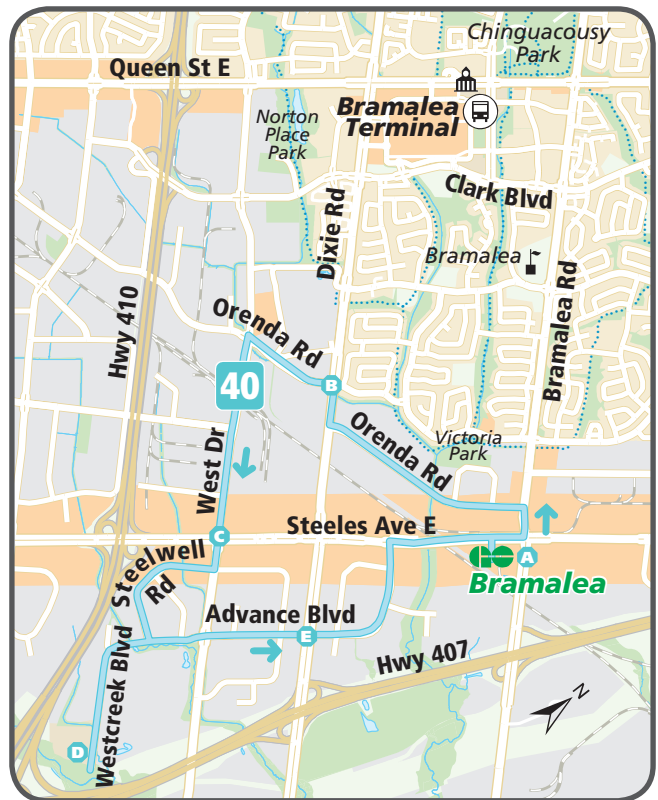 Chinguacousy
Park
Queen St E
Bramalea
Terminal
Norton
Place
Park
Clark Blvd
Dixie Rd
Bramalea
Hwy 410
Bramalea Rd
Orenda Rd
40
B
Orenda Rd
Victoria
Park
West Dr
Steeles Ave E
C
GO
A
Bramalea
Steelwell
Rd
Advance Blvd
E
Hwy 407
Westcreek Blvd
D
N